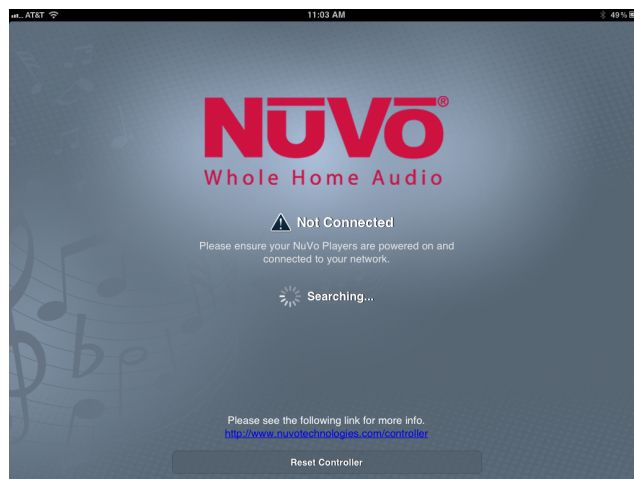 AT&T
11:03 AM
49%
NŪVŌ®
Whole Home Audio
Not Connected
Please ensure your NuVo Players are powered on and
connected to your network.
Searching...
Please see the following link for more info.
http://www.nuvotechnologies.com/controller
Reset Controller